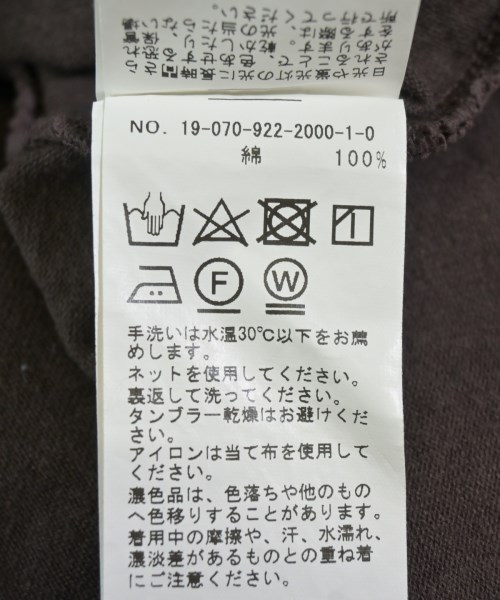 NO. 19-070-922-2000-1-0
綿 100%
F W
手洗いは水温30℃以下をお薦
めします。
ネットを使用してください。
裏返して洗ってください。
タンブラー乾燥はお避けくだ
さい。
アイロンは当て布を使用して
ください。
濃色品は、色落ちや他のもの
へ色移りすることがあります。
着用中の摩擦や、汗、水濡れ、
濃淡差があるものとの重ね着
にご注意ください。